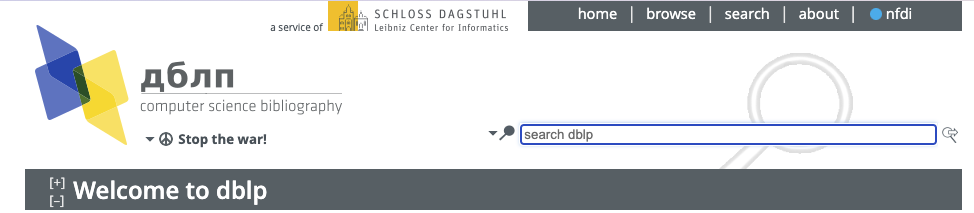 a service of SCHLOSS DAGSTUHL
Leibniz Center for Informatics
home | browse | search | about | nfdi
дблп
computer science bibliography
Stop the war!
search dblp
[+]
[–]
Welcome to dblp